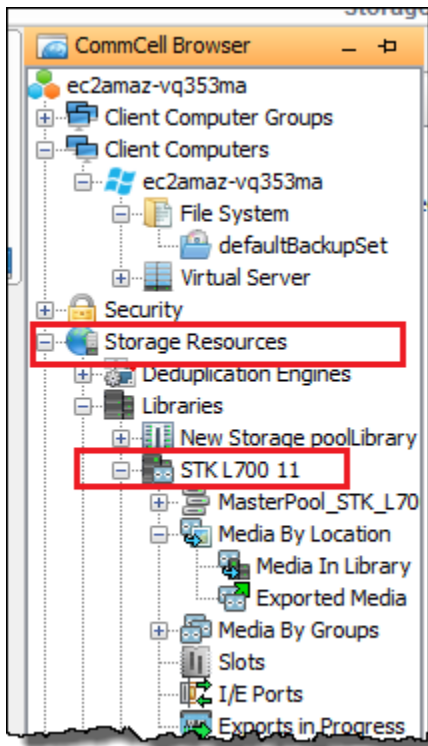 CommCell Browser
ec2amaz-vq353ma
Client Computer Groups
Client Computers
ec2amaz-vq353ma
File System
defaultBackupSet
Virtual Server
Security
Storage Resources
Deduplication Engines
Libraries
New Storage poolLibrary
STK L700 11
MasterPool_STK_L70
Media By Location
Media In Library
Exported Media
Media By Groups
Slots
I/E Ports
Exports in Progress